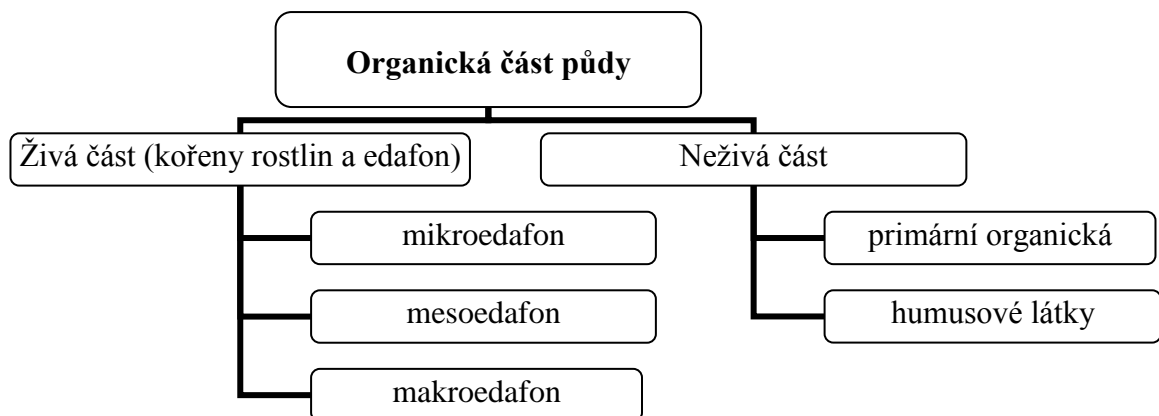 Organická část půdy
Živá část (kořeny rostlin a edafon)
Neživá část
mikroedafon
primární organická
mesoedafon
humusové látky
makroedafon